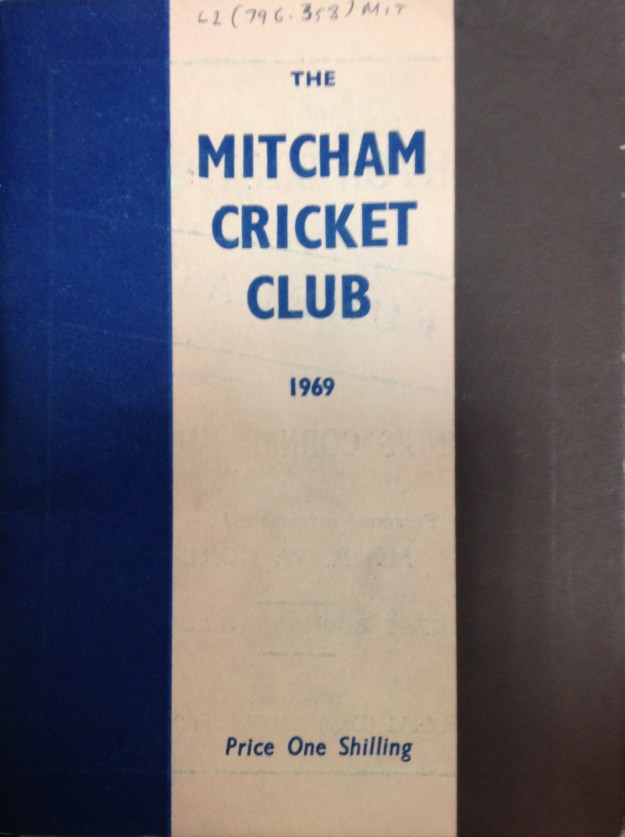 L2 (796.358) MIT
THE
MITCHAM
CRICKET
CLUB
1969
Price One Shilling